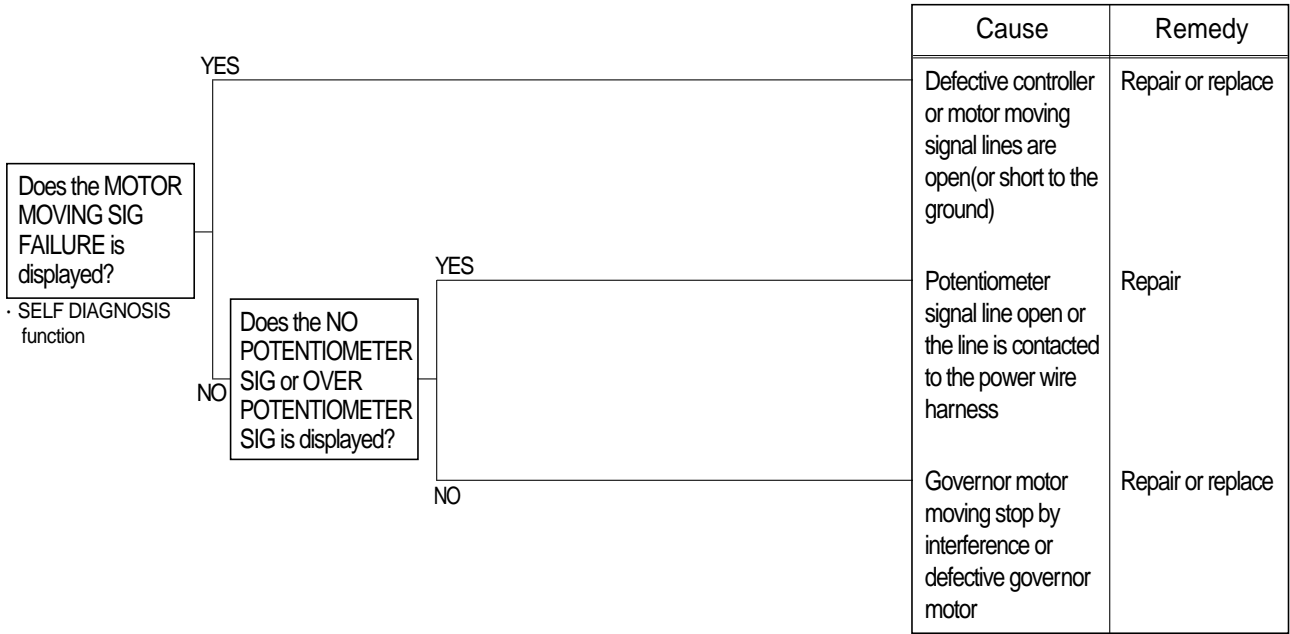 Cause
Remedy
YES
Defective controller
or motor moving
signal lines are
open(or short to the
ground)
Repair or replace
Does the MOTOR
MOVING SIG
FAILURE is
displayed?
· SELF DIAGNOSIS
function
NO
Does the NO
POTENTIOMETER
SIG or OVER
POTENTIOMETER
SIG is displayed?
YES
Potentiometer
signal line open or
the line is contacted
to the power wire
harness
Repair
NO
Governor motor
moving stop by
interference or
defective governor
motor
Repair or replace